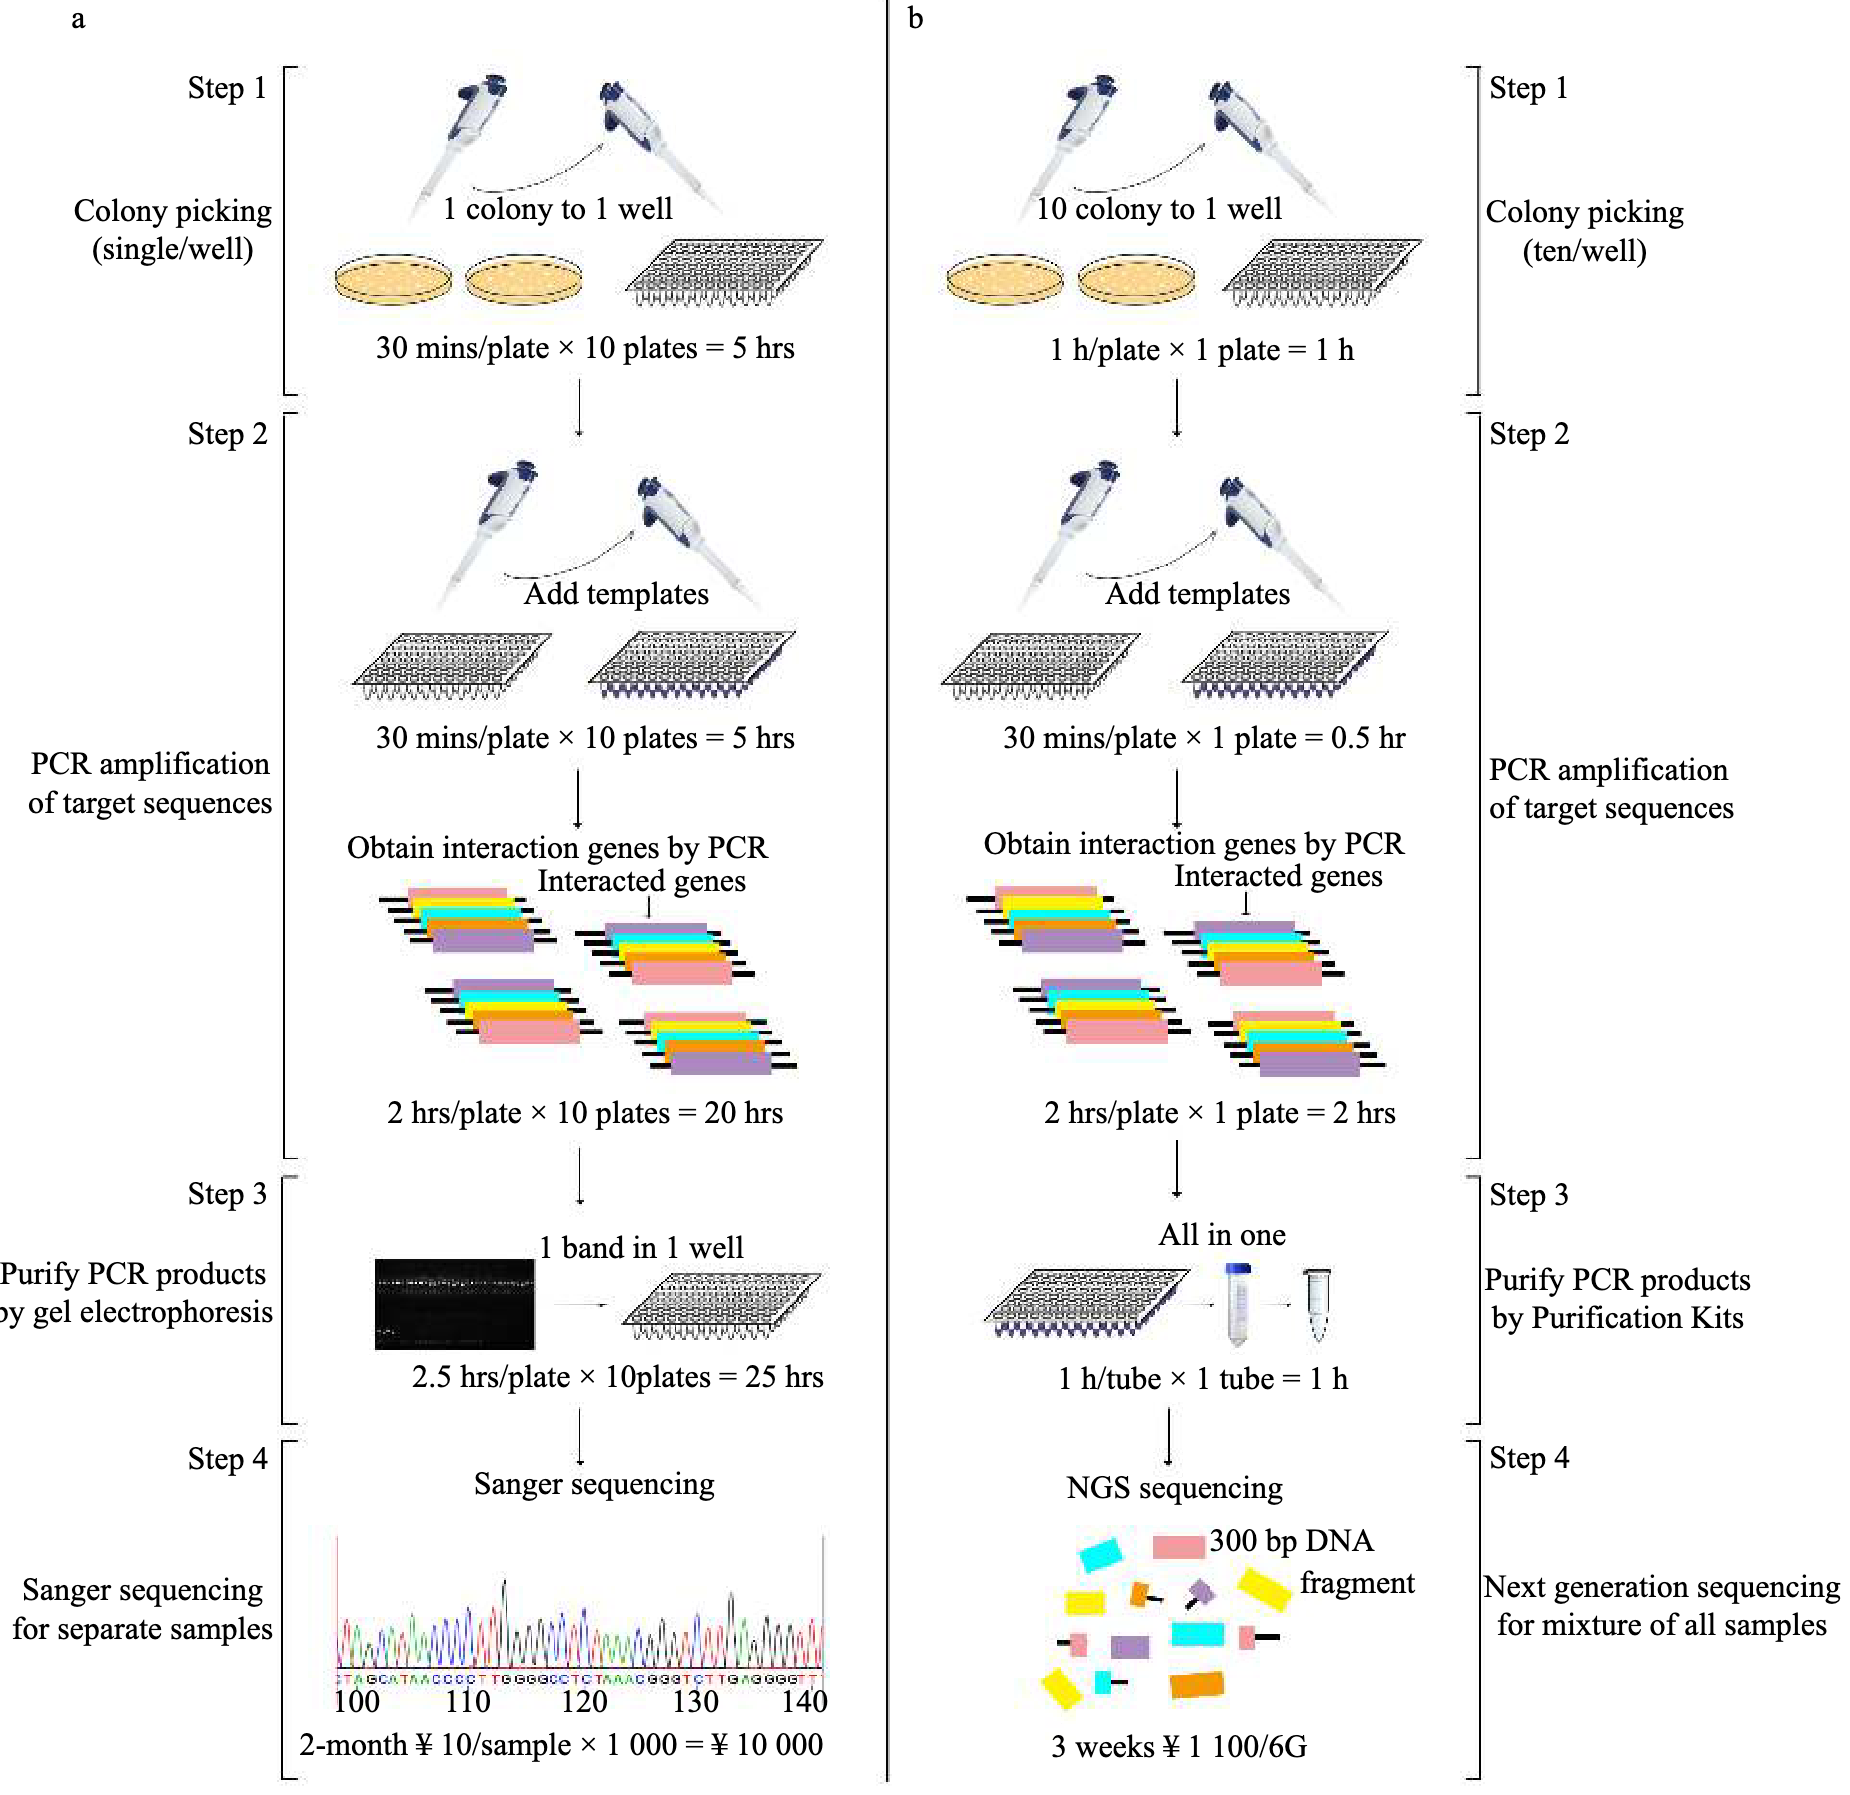 a
Step 1
Colony picking
(single/well)
1 colony to 1 well
30 mins/plate × 10 plates = 5 hrs
Step 2
PCR amplification
of target sequences
Add templates
30 mins/plate × 10 plates = 5 hrs
Obtain interaction genes by PCR
Interacted genes
2 hrs/plate × 10 plates = 20 hrs
Step 3
Purify PCR products
by gel electrophoresis
1 band in 1 well
2.5 hrs/plate × 10plates = 25 hrs
Step 4
Sanger sequencing
for separate samples
Sanger sequencing
100 110 120 130 140
2-month ¥ 10/sample × 1 000 = ¥ 10 000
b
Step 1
Colony picking
(ten/well)
10 colony to 1 well
1 h/plate × 1 plate = 1 h
Step 2
PCR amplification
of target sequences
Add templates
30 mins/plate × 1 plate = 0.5 hr
Obtain interaction genes by PCR
Interacted genes
2 hrs/plate × 1 plate = 2 hrs
Step 3
Purify PCR products
by Purification Kits
All in one
1 h/tube × 1 tube = 1 h
Step 4
Next generation sequencing
for mixture of all samples
NGS sequencing
300 bp DNA
fragment
3 weeks ¥ 1 100/6G